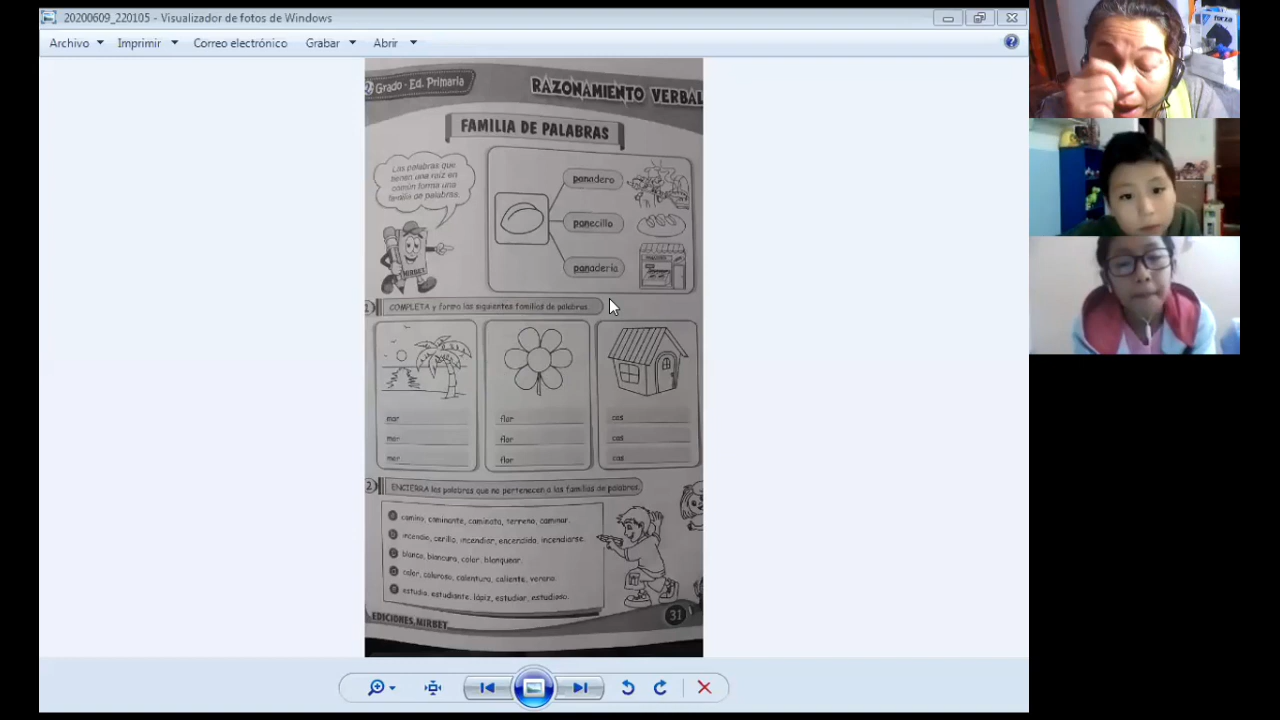 20200609_220105 - Visualizador de fotos de Windows
Archivo Imprimir Correo electrónico Grabar Abrir
2 Grado - Ed. Primaria
RAZONAMIENTO VERBAL
FAMILIA DE PALABRAS
Las palabras que
tienen una raíz en
común forma una
familia de palabras.
MIRBET
panadero
panecillo
panadería
1 COMPLETA y forma las siguientes familias de palabras.
mar
mar
mar
flor
flor
flor
cas
cas
cas
2 ENCIERRA las palabras que no pertenecen a las familias de palabras.
camino, caminante, caminata, terreno, caminar.
incendio, cerillo, incendiar, encendido, incendiarse.
blanco, blancura, color, blanquear.
calor, caluroso, calentura, caliente, verano.
estudio, estudiante, lápiz, estudiar, estudioso.
EDICIONES MIRBET
31
forza